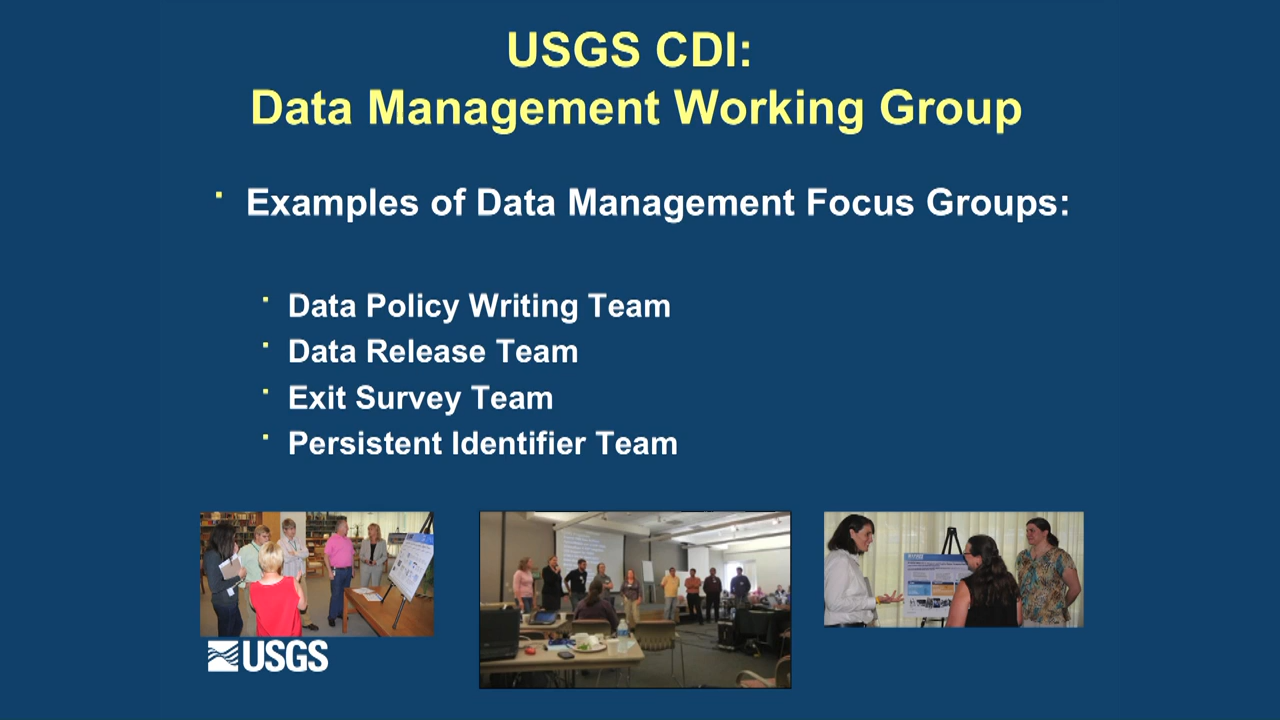 USGS CDI:
Data Management Working Group
Examples of Data Management Focus Groups:
Data Policy Writing Team
Data Release Team
Exit Survey Team
Persistent Identifier Team
USGS